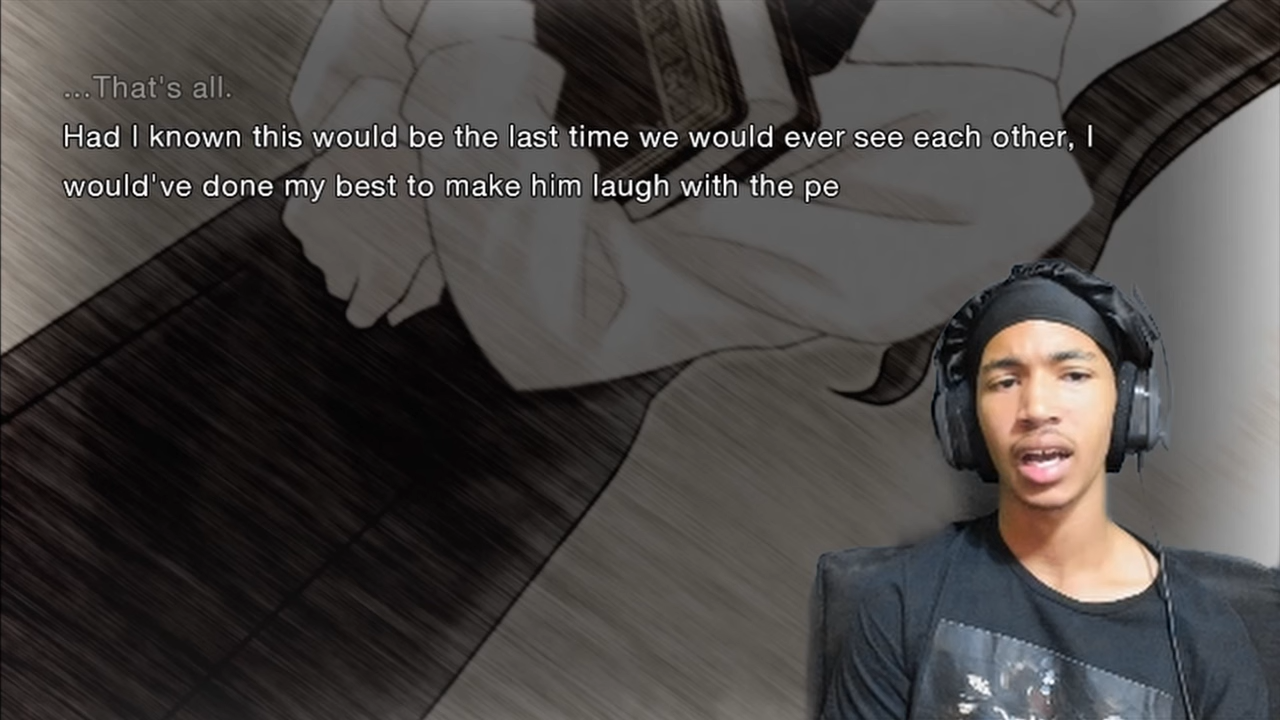 ...That's all.
Had I known this would be the last time we would ever see each other, I
would've done my best to make him laugh with the pe